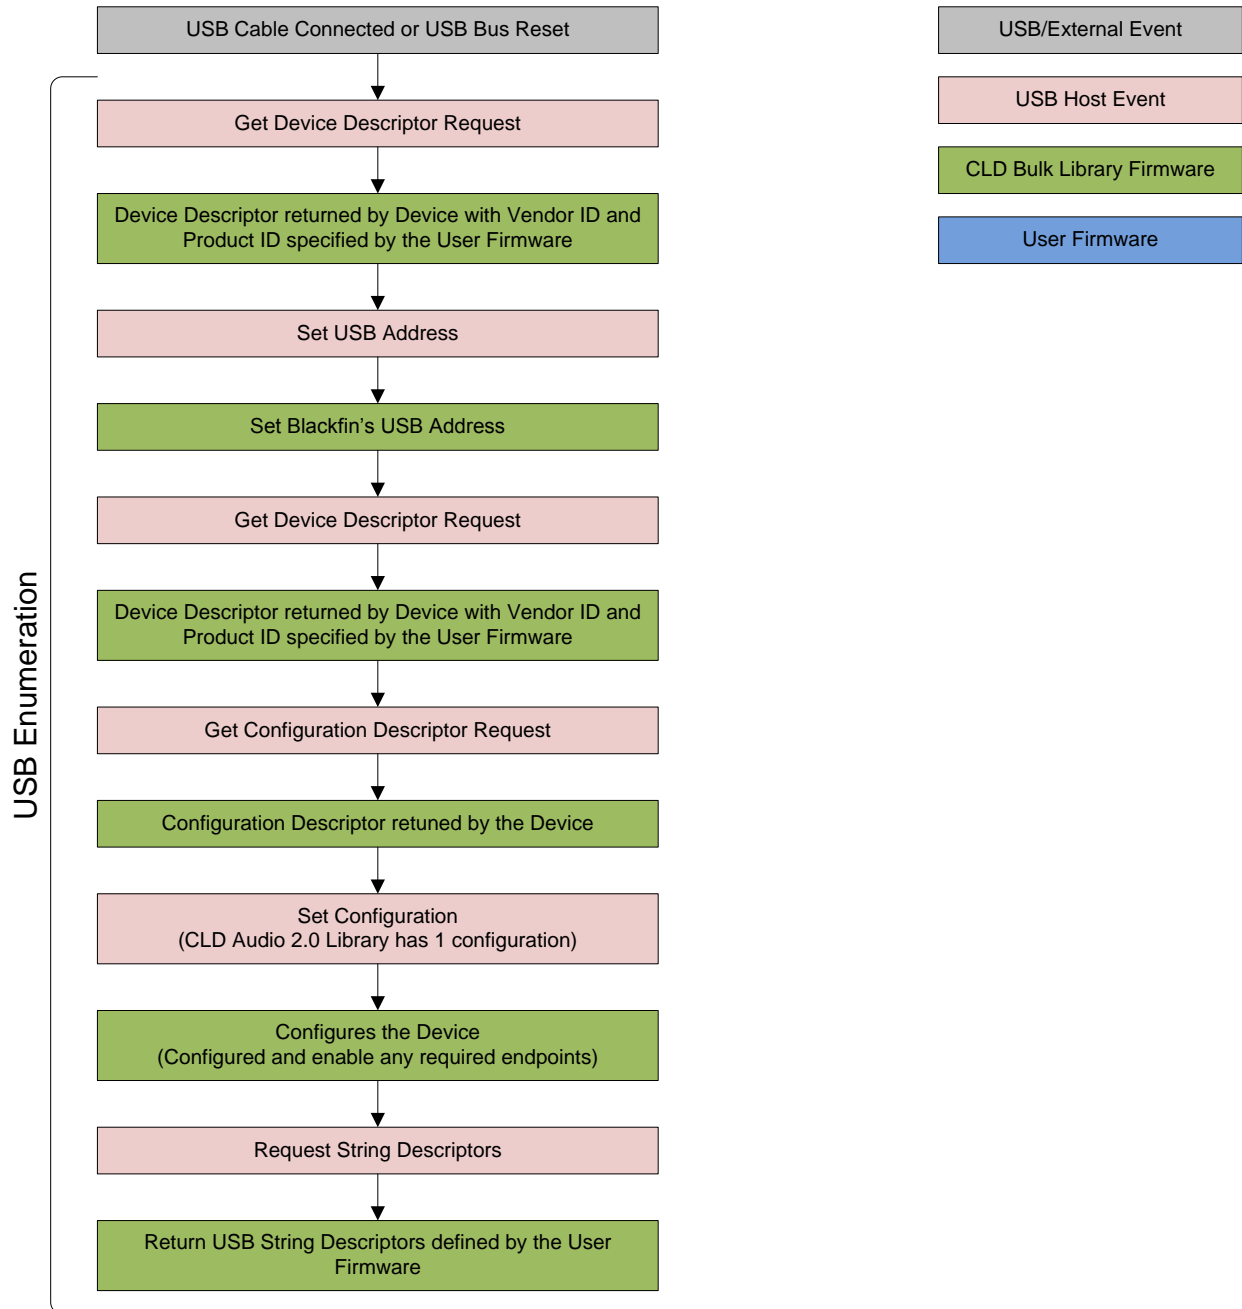 USB Cable Connected or USB Bus Reset
USB/External Event
Get Device Descriptor Request
USB Host Event
Device Descriptor returned by Device with Vendor ID and
Product ID specified by the User Firmware
CLD Bulk Library Firmware
User Firmware
Set USB Address
Set Blackfin's USB Address
Get Device Descriptor Request
Device Descriptor returned by Device with Vendor ID and
Product ID specified by the User Firmware
USB Enumeration
Get Configuration Descriptor Request
Configuration Descriptor retuned by the Device
Set Configuration
(CLD Audio 2.0 Library has 1 configuration)
Configures the Device
(Configured and enable any required endpoints)
Request String Descriptors
Return USB String Descriptors defined by the User
Firmware